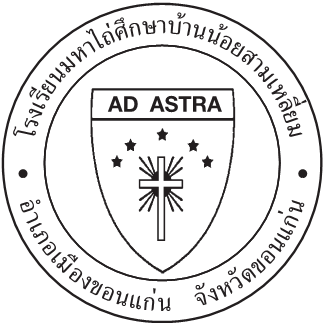 โรงเรียนมหาไถ่ศึกษาบ้านน้อยสามเหลี่ยม
AD ASTRA
อำเภอเมืองขอนแก่น จังหวัดขอนแก่น